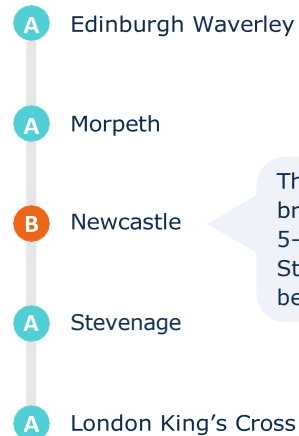 A Edinburgh Waverley
A Morpeth
B Newcastle
Th
br
5-
St
be
A Stevenage
A London King's Cross